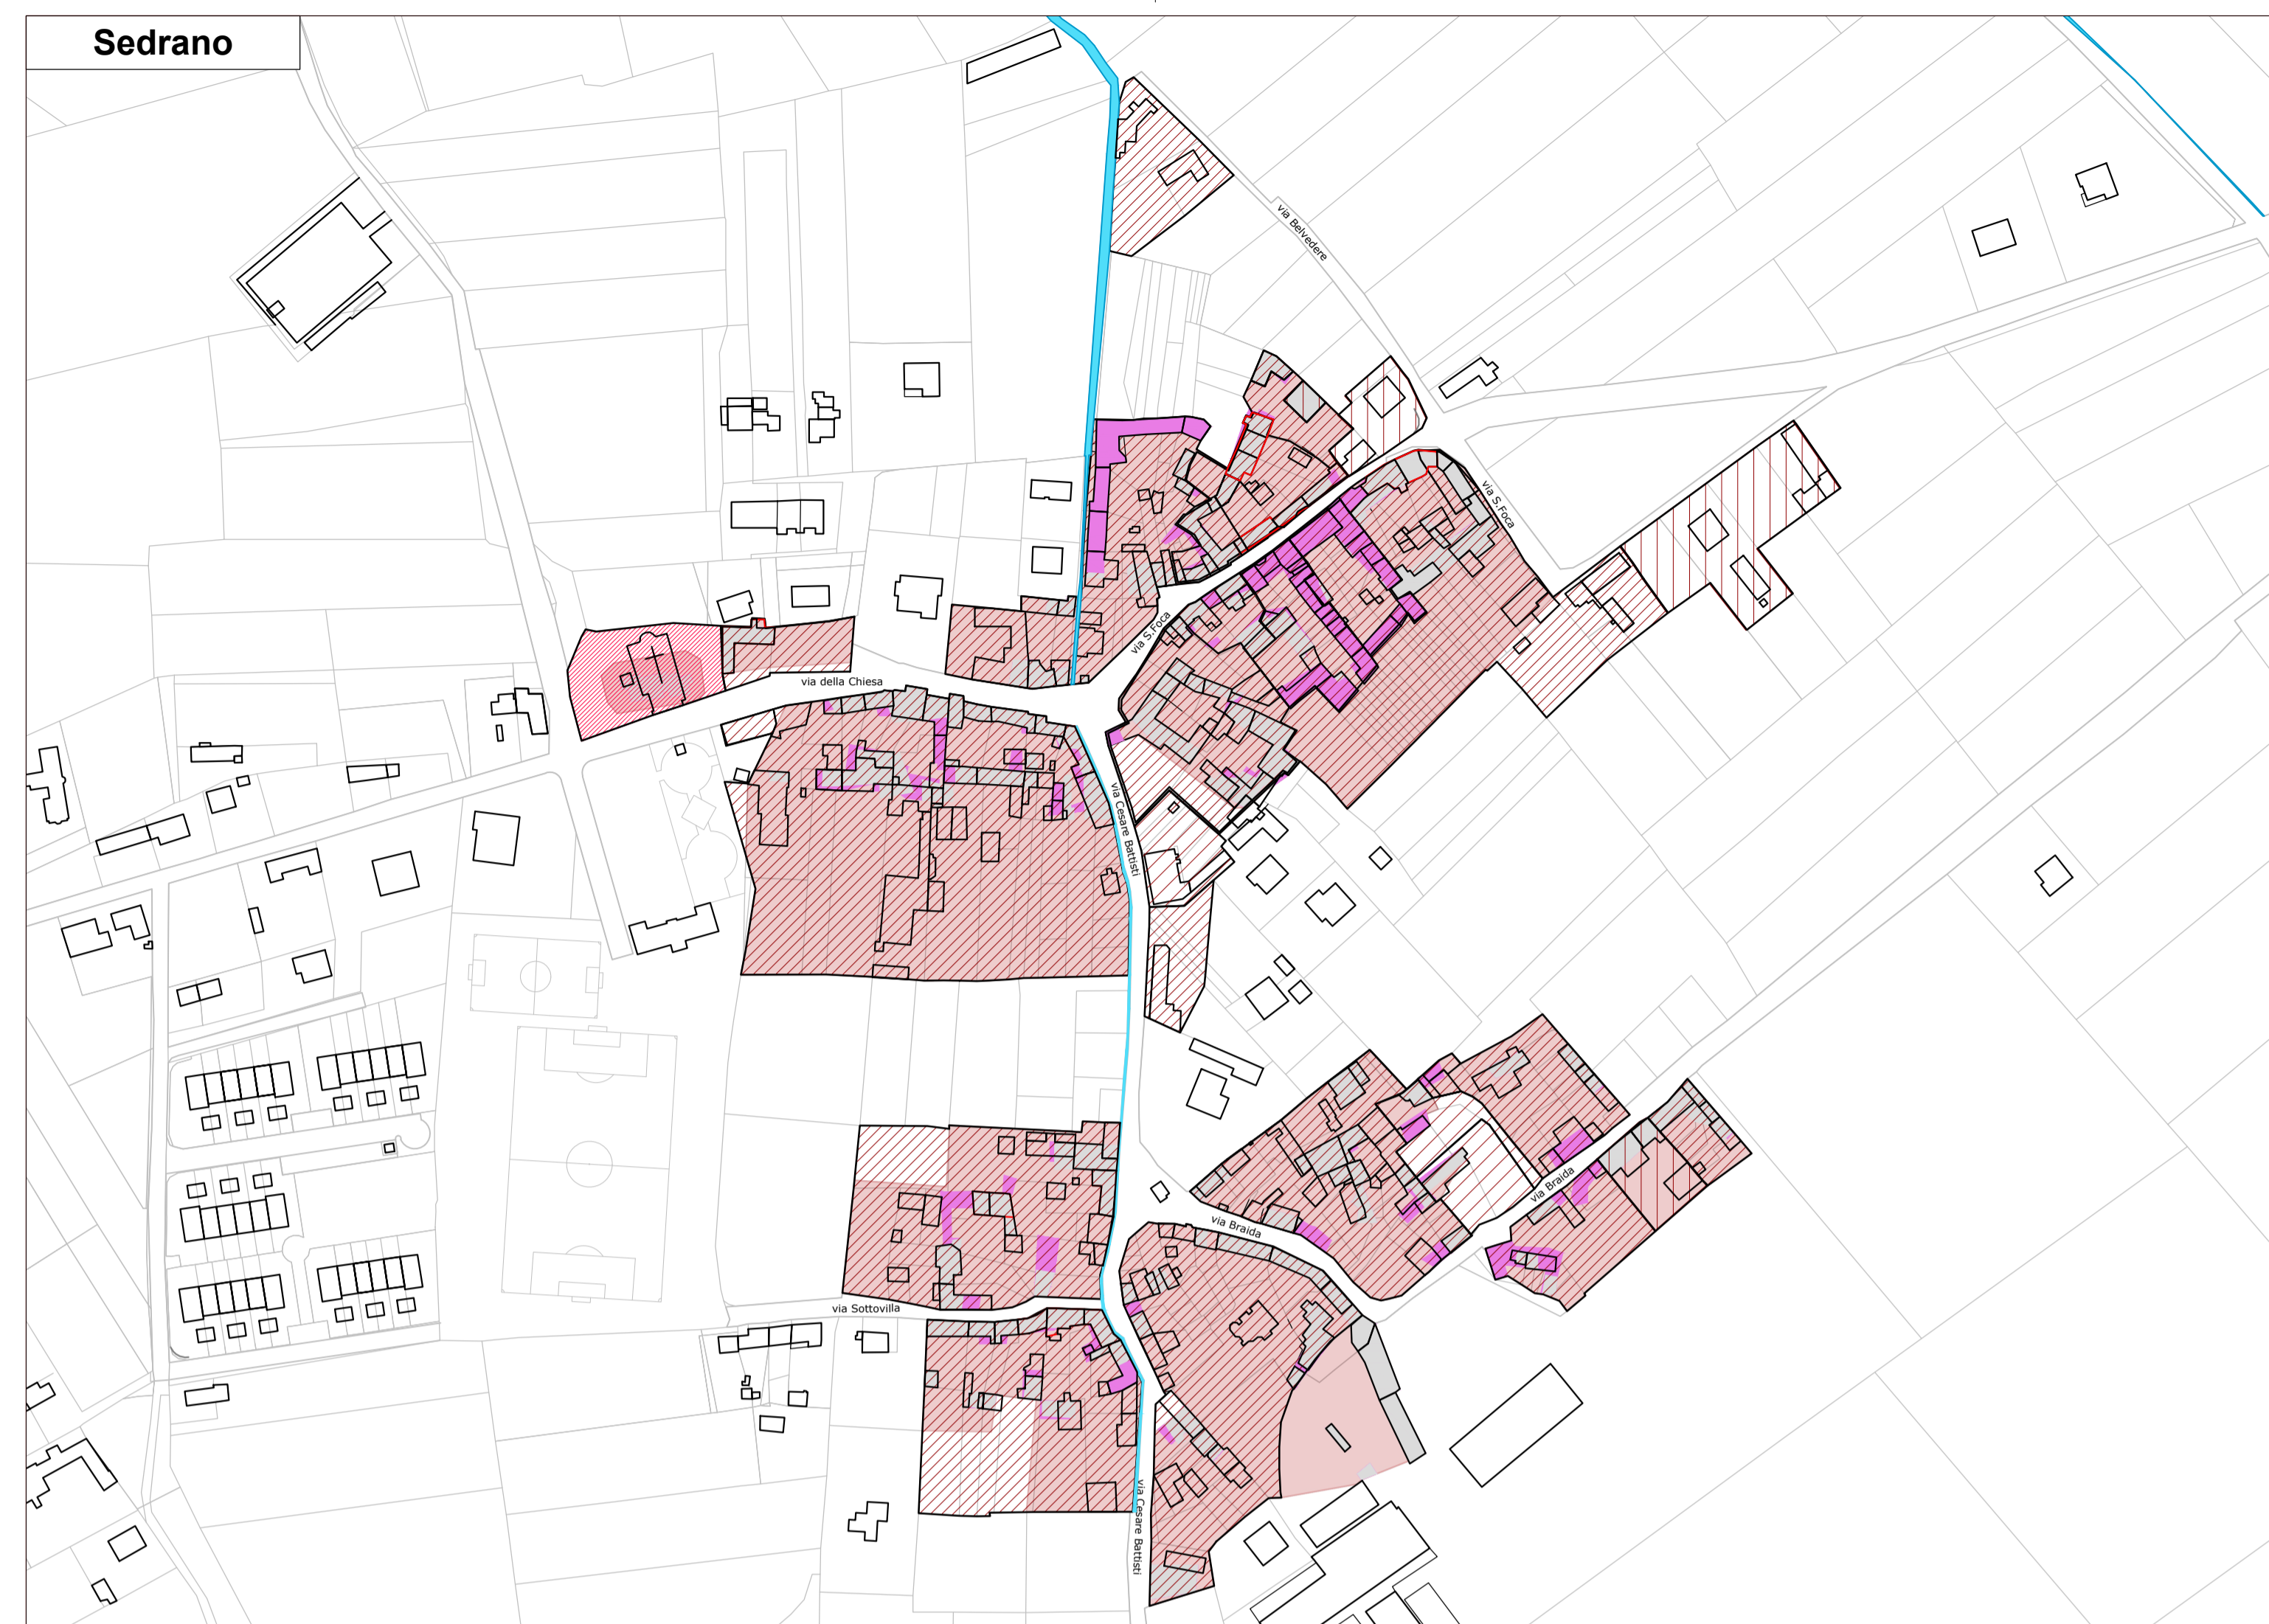 Sedrano
via Belvedere
via S.Foca
via S.Foca
via della Chiesa
via Cesare Battisti
via Braida
via Braida
via Sottovilla
via Cesare Battisti